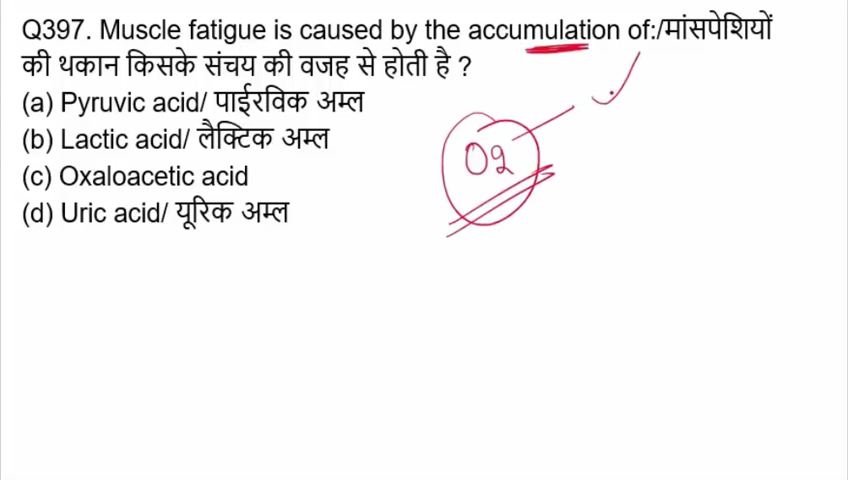 Q397. Muscle fatigue is caused by the accumulation of:/मांसपेशियों
की थकान किसके संचय की वजह से होती है ?
(a) Pyruvic acid/ पाईरविक अम्ल
(b) Lactic acid/ लैक्टिक अम्ल
(c) Oxaloacetic acid
(d) Uric acid/ यूरिक अम्ल
O2